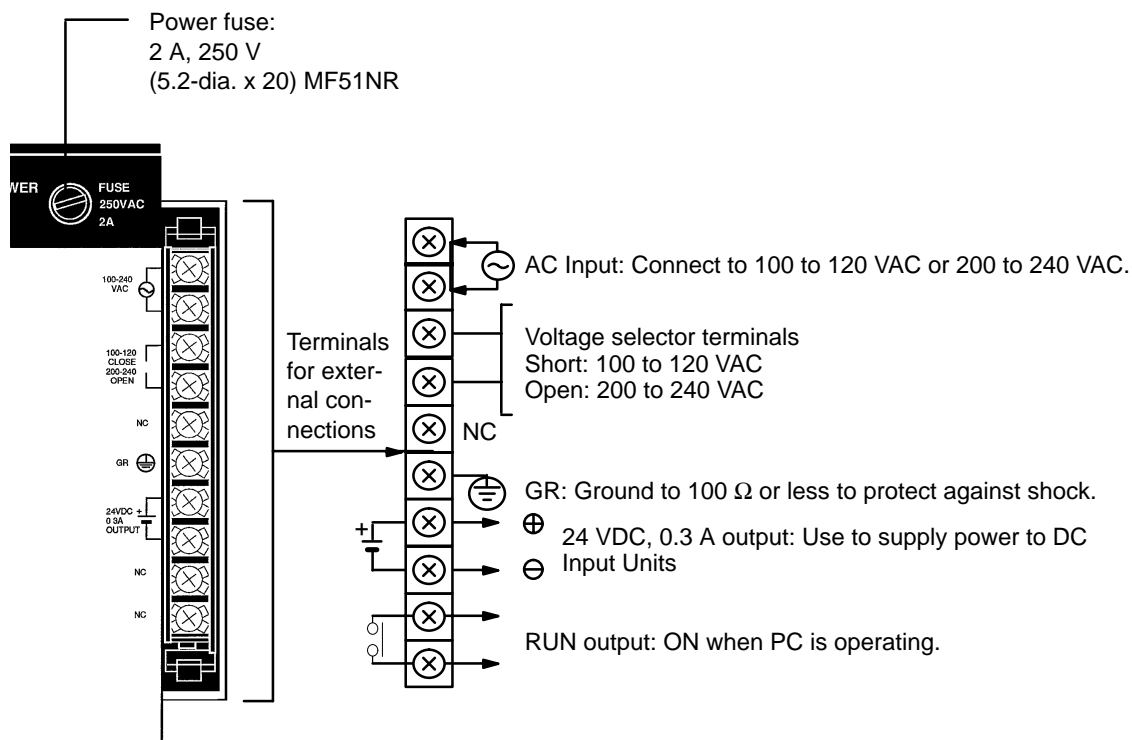 Power fuse:
2 A, 250 V
(5.2-dia. x 20) MF51NR
WER
FUSE
250VAC
2A
100-240
VAC
100-120
CLOSE
200-240
OPEN
NC
GR
24VDC +
0 3A
OUTPUT
NC
NC
Terminals
for exter-
nal con-
nections
AC Input: Connect to 100 to 120 VAC or 200 to 240 VAC.
Voltage selector terminals
Short: 100 to 120 VAC
Open: 200 to 240 VAC
NC
GR: Ground to 100 Ω or less to protect against shock.
+
24 VDC, 0.3 A output: Use to supply power to DC
Input Units
RUN output: ON when PC is operating.